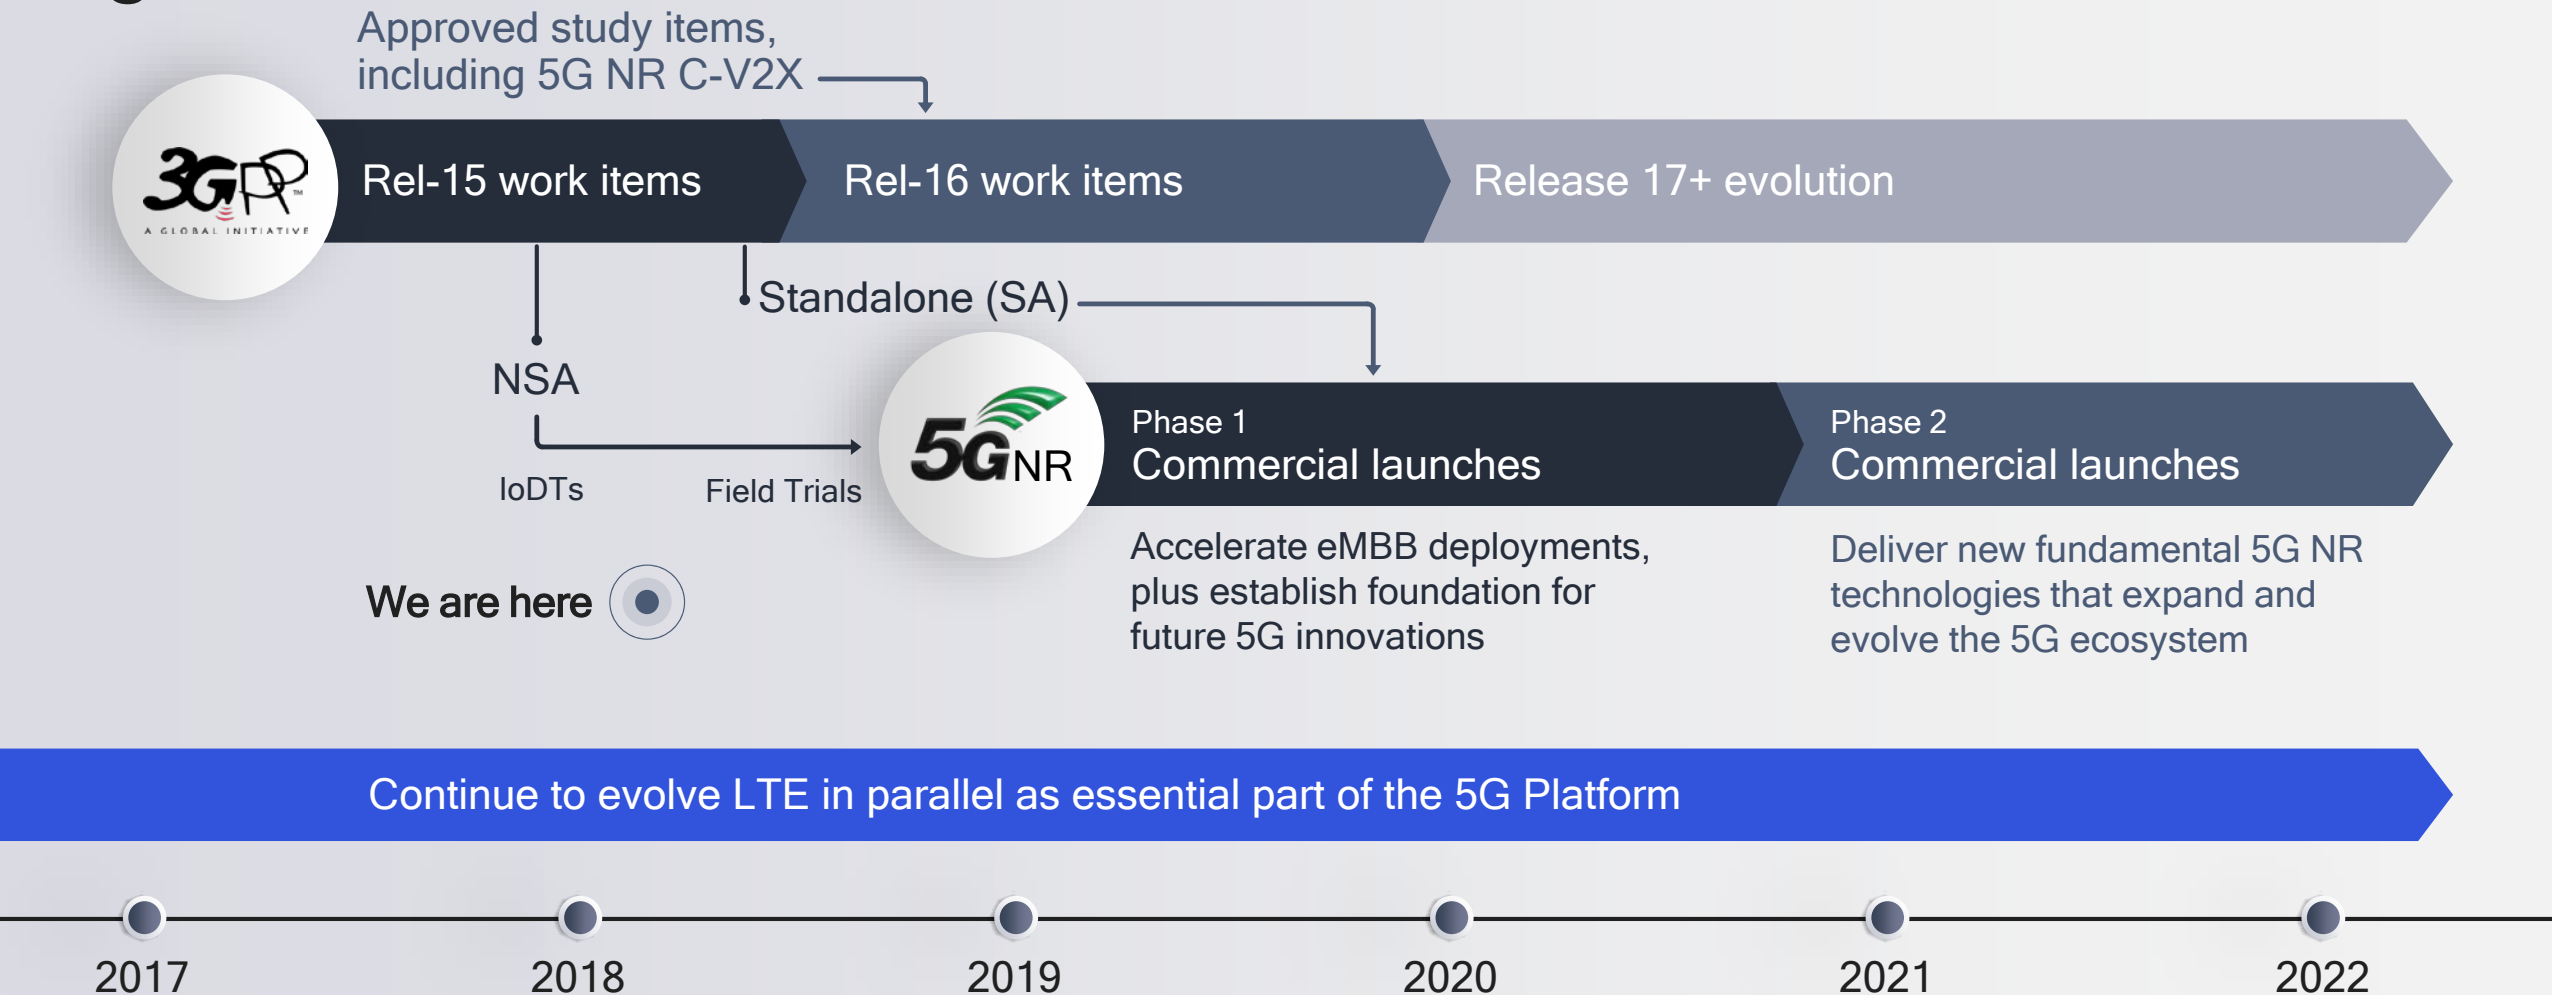 Approved study items,
including 5G NR C-V2X
3GPP™
A GLOBAL INITIATIVE
Rel-15 work items
Rel-16 work items
Release 17+ evolution
Standalone (SA)
NSA
IoDTs
Field Trials
5G NR
Phase 1
Commercial launches
Phase 2
Commercial launches
Accelerate eMBB deployments,
plus establish foundation for
future 5G innovations
Deliver new fundamental 5G NR
technologies that expand and
evolve the 5G ecosystem
We are here
Continue to evolve LTE in parallel as essential part of the 5G Platform
2017
2018
2019
2020
2021
2022